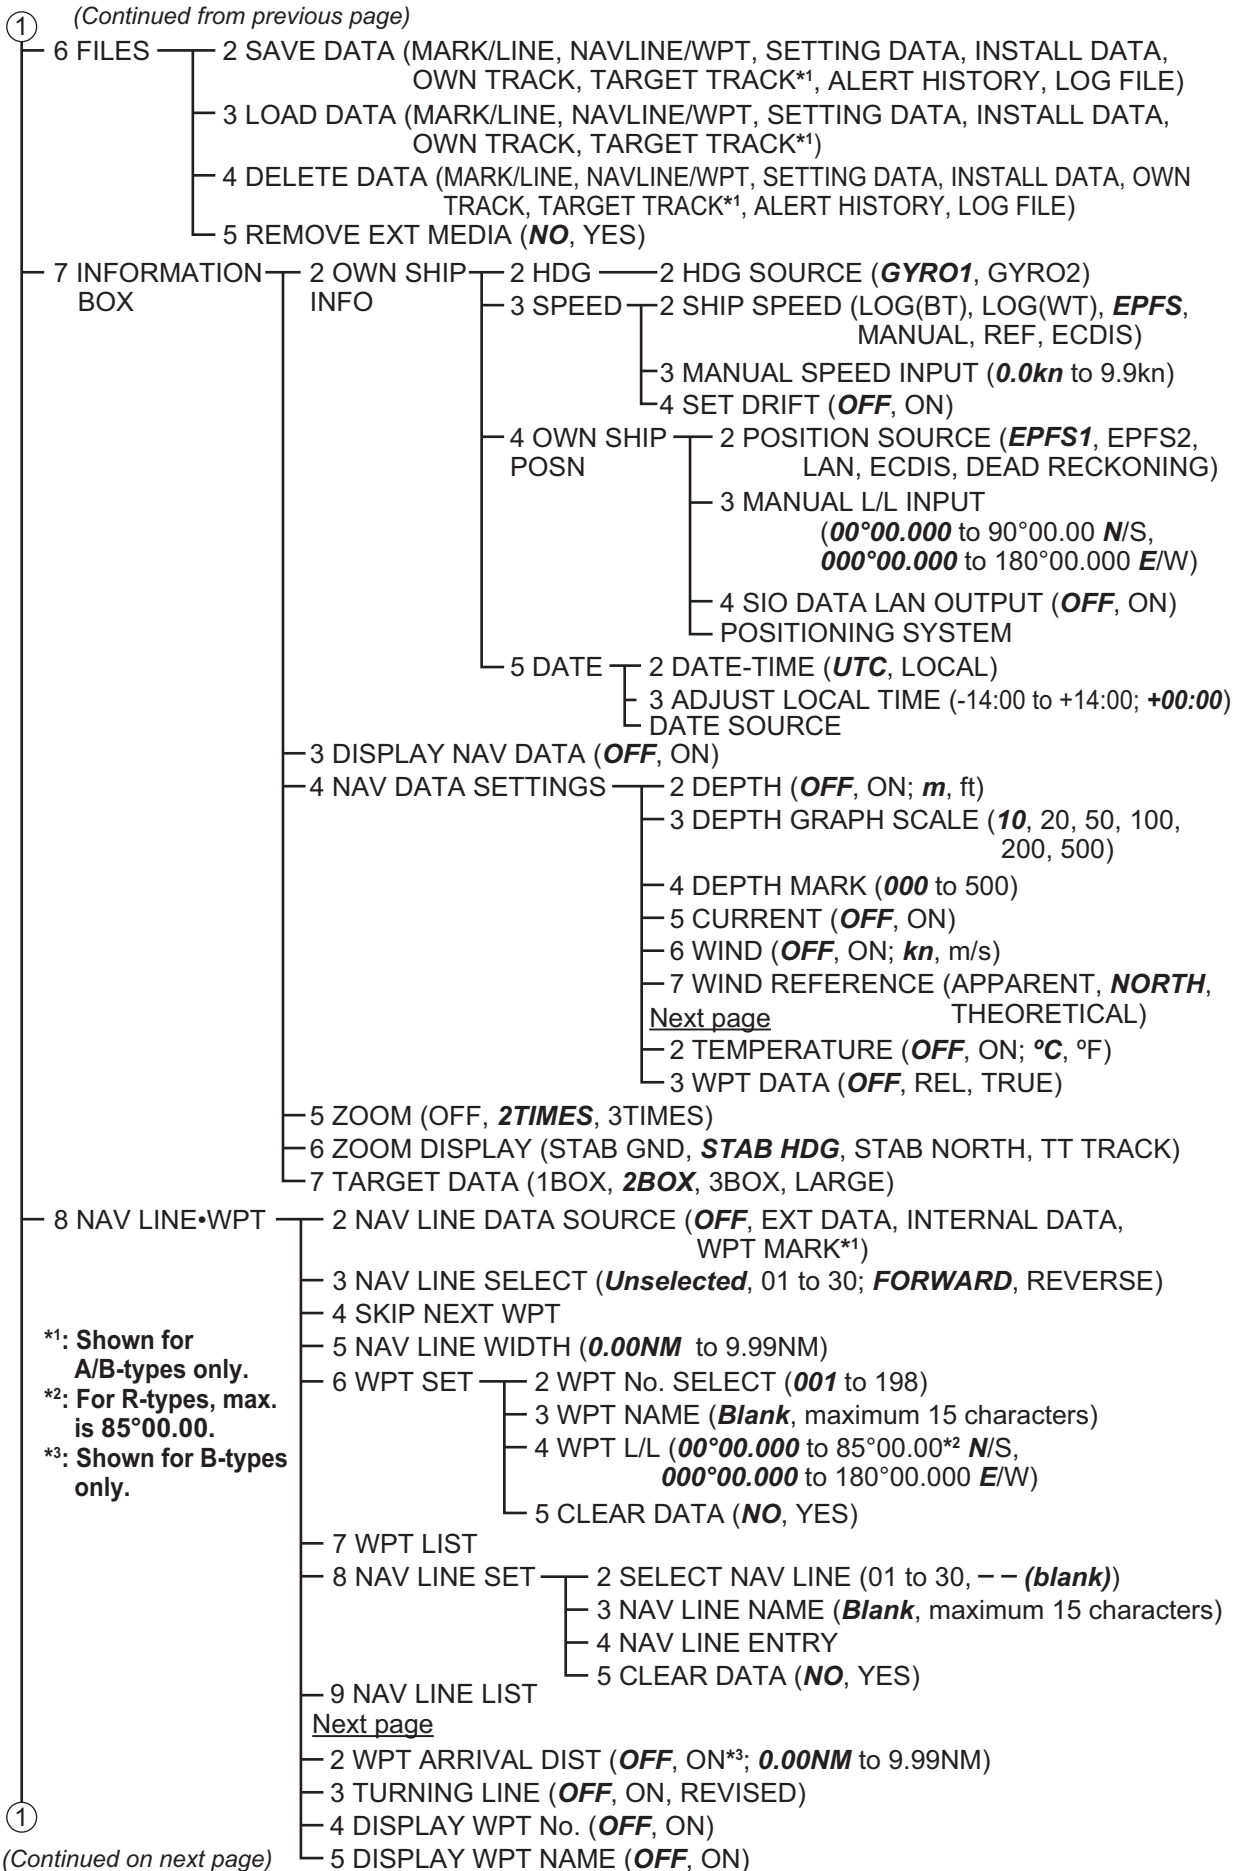 (Continued from previous page)
1
6 FILES
2 SAVE DATA (MARK/LINE, NAVLINE/WPT, SETTING DATA, INSTALL DATA,
OWN TRACK, TARGET TRACK*1, ALERT HISTORY, LOG FILE)
3 LOAD DATA (MARK/LINE, NAVLINE/WPT, SETTING DATA, INSTALL DATA,
OWN TRACK, TARGET TRACK*1)
4 DELETE DATA (MARK/LINE, NAVLINE/WPT, SETTING DATA, INSTALL DATA, OWN
TRACK, TARGET TRACK*1, ALERT HISTORY, LOG FILE)
5 REMOVE EXT MEDIA (NO, YES)
7 INFORMATION
BOX
2 OWN SHIP
INFO
2 HDG
2 HDG SOURCE (GYRO1, GYRO2)
3 SPEED
2 SHIP SPEED (LOG(BT), LOG(WT), EPFS,
MANUAL, REF, ECDIS)
3 MANUAL SPEED INPUT (0.0kn to 9.9kn)
4 SET DRIFT (OFF, ON)
4 OWN SHIP
POSN
2 POSITION SOURCE (EPFS1, EPFS2,
LAN, ECDIS, DEAD RECKONING)
3 MANUAL L/L INPUT
(00°00.000 to 90°00.00 N/S,
000°00.000 to 180°00.000 E/W)
4 SIO DATA LAN OUTPUT (OFF, ON)
POSITIONING SYSTEM
5 DATE
2 DATE-TIME (UTC, LOCAL)
3 ADJUST LOCAL TIME (-14:00 to +14:00; +00:00)
DATE SOURCE
3 DISPLAY NAV DATA (OFF, ON)
4 NAV DATA SETTINGS
2 DEPTH (OFF, ON; m, ft)
3 DEPTH GRAPH SCALE (10, 20, 50, 100,
200, 500)
4 DEPTH MARK (000 to 500)
5 CURRENT (OFF, ON)
6 WIND (OFF, ON; kn, m/s)
7 WIND REFERENCE (APPARENT, NORTH,
THEORETICAL)
Next page
2 TEMPERATURE (OFF, ON; ºC, ºF)
3 WPT DATA (OFF, REL, TRUE)
5 ZOOM (OFF, 2TIMES, 3TIMES)
6 ZOOM DISPLAY (STAB GND, STAB HDG, STAB NORTH, TT TRACK)
7 TARGET DATA (1BOX, 2BOX, 3BOX, LARGE)
8 NAV LINE•WPT
2 NAV LINE DATA SOURCE (OFF, EXT DATA, INTERNAL DATA,
WPT MARK*1)
3 NAV LINE SELECT (Unselected, 01 to 30; FORWARD, REVERSE)
4 SKIP NEXT WPT
5 NAV LINE WIDTH (0.00NM to 9.99NM)
6 WPT SET
2 WPT No. SELECT (001 to 198)
3 WPT NAME (Blank, maximum 15 characters)
4 WPT L/L (00°00.000 to 85°00.00*2 N/S,
000°00.000 to 180°00.000 E/W)
5 CLEAR DATA (NO, YES)
7 WPT LIST
8 NAV LINE SET
2 SELECT NAV LINE (01 to 30, – – (blank))
3 NAV LINE NAME (Blank, maximum 15 characters)
4 NAV LINE ENTRY
5 CLEAR DATA (NO, YES)
9 NAV LINE LIST
Next page
2 WPT ARRIVAL DIST (OFF, ON*3; 0.00NM to 9.99NM)
3 TURNING LINE (OFF, ON, REVISED)
4 DISPLAY WPT No. (OFF, ON)
5 DISPLAY WPT NAME (OFF, ON)
*1: Shown for
A/B-types only.
*2: For R-types, max.
is 85°00.00.
*3: Shown for B-types
only.
1
(Continued on next page)